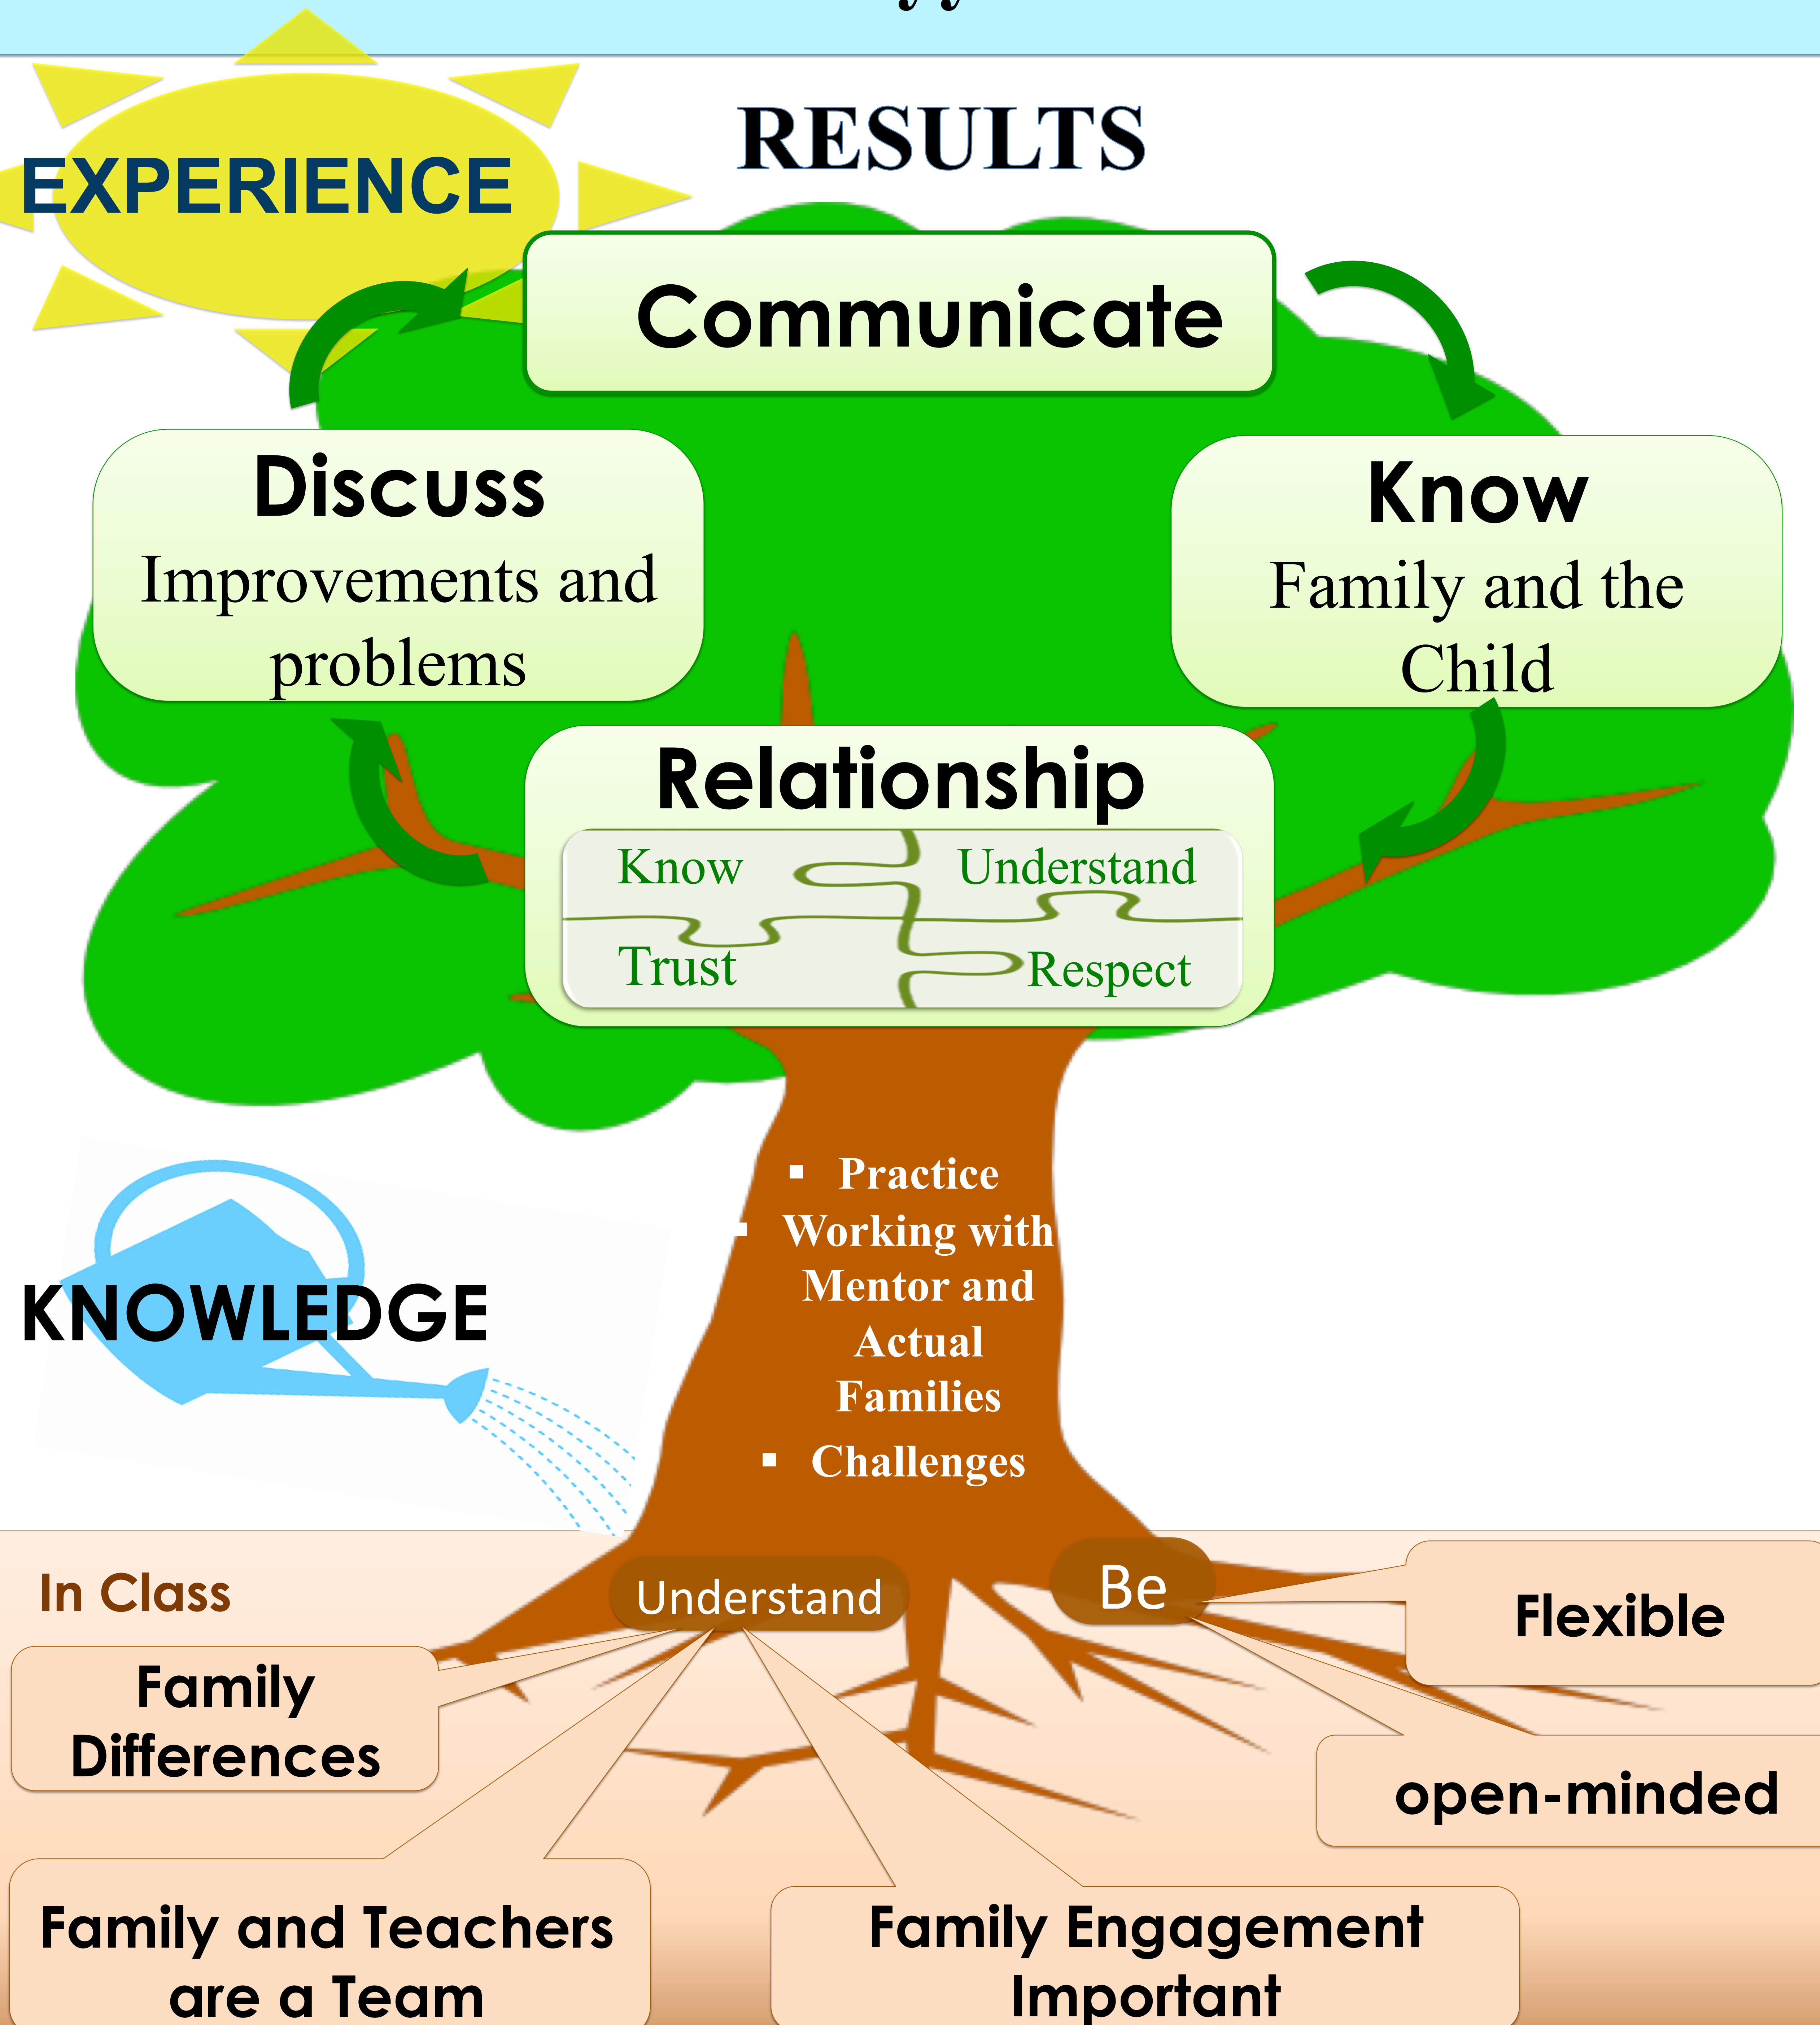 RESULTS
EXPERIENCE
Communicate
Discuss
Improvements and
problems
Know
Family and the
Child
Relationship
Know
Understand
Trust
Respect
▪ Practice
▪ Working with
Mentor and
Actual
Families
▪ Challenges
KNOWLEDGE
In Class
Understand
Be
Flexible
Family
Differences
open-minded
Family and Teachers
are a Team
Family Engagement
Important